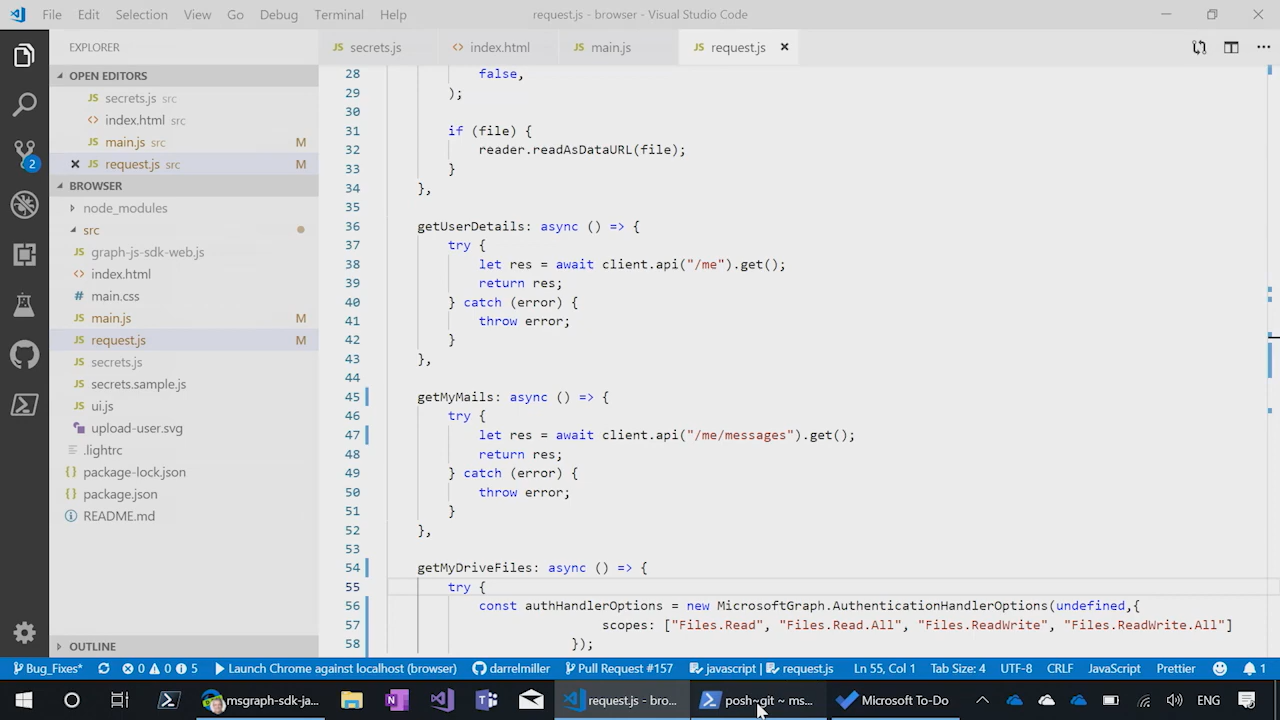 File Edit Selection View Go Debug Terminal Help request.js - browser - Visual Studio Code
EXPLORER
JS secrets.js
<> index.html
JS main.js
JS request.js
OPEN EDITORS
JS secrets.js src
<> index.html src
JS main.js src M
JS request.js src M
BROWSER
node_modules
src
JS graph-js-sdk-web.js
<> index.html
# main.css
JS main.js M
JS request.js M
JS secrets.js
JS secrets.sample.js
JS ui.js
upload-user.svg
.lightrc
{} package-lock.json
{} package.json
README.md
OUTLINE
28 false,
29 );
30
31 if (file) {
32 reader.readAsDataURL(file);
33 }
34 },
35
36 getUserDetails: async () => {
37 try {
38 let res = await client.api("/me").get();
39 return res;
40 } catch (error) {
41 throw error;
42 }
43 },
44
45 getMyMails: async () => {
46 try {
47 let res = await client.api("/me/messages").get();
48 return res;
49 } catch (error) {
50 throw error;
51 }
52 },
53
54 getMyDriveFiles: async () => {
55 try {
56 const authHandlerOptions = new MicrosoftGraph.AuthenticationHandlerOptions(undefined,{
57 scopes: ["Files.Read", "Files.Read.All", "Files.ReadWrite", "Files.ReadWrite.All"]
58 });
2
Bug_Fixes* 0 0 5 Launch Chrome against localhost (browser) darrelmiller Pull Request #157 javascript | request.js Ln 55, Col 1 Tab Size: 4 UTF-8 CRLF JavaScript Prettier 1
msgraph-sdk-ja... request.js - bro... posh~git ~ ms... Microsoft To-Do ENG